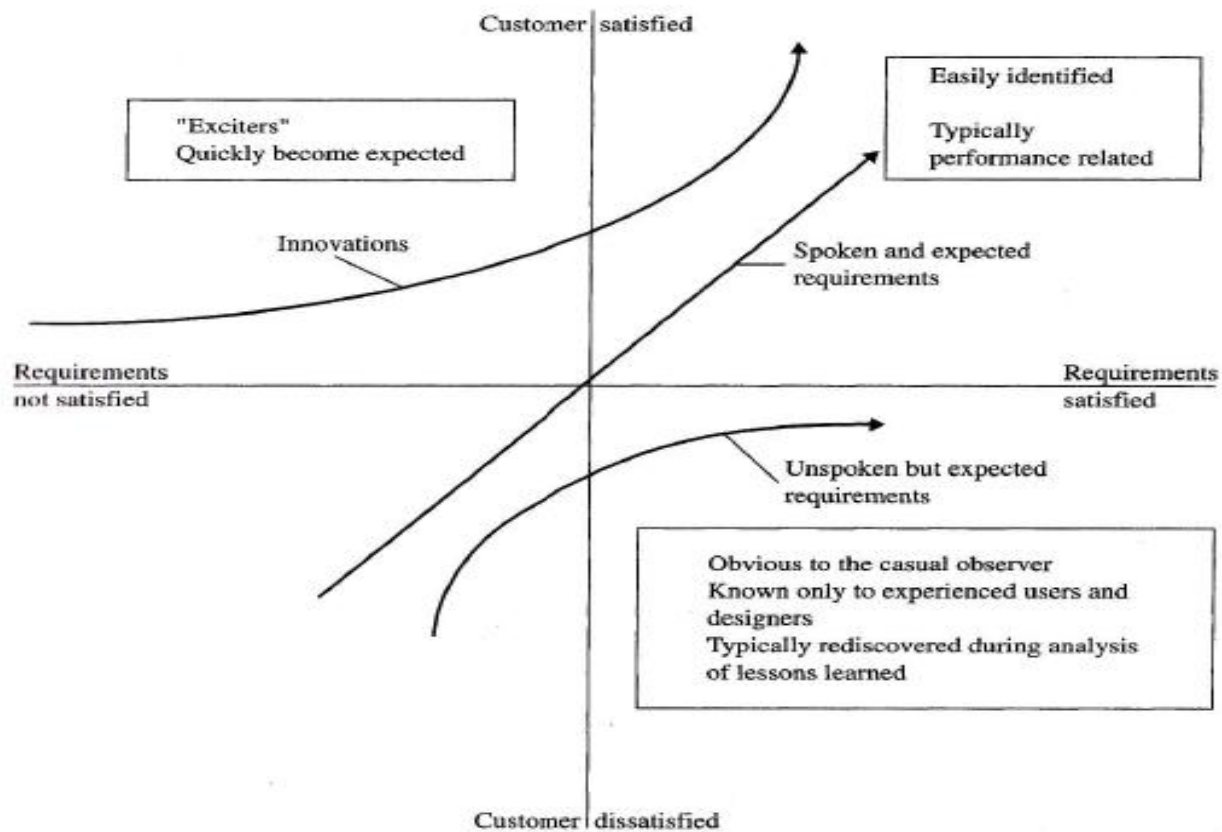 Customer satisfied
Easily identified
Typically
performance related
"Exciters"
Quickly become expected
Innovations
Spoken and expected
requirements
Requirements
not satisfied
Requirements
satisfied
Unspoken but expected
requirements
Obvious to the casual observer
Known only to experienced users and
designers
Typically rediscovered during analysis
of lessons learned
Customer dissatisfied